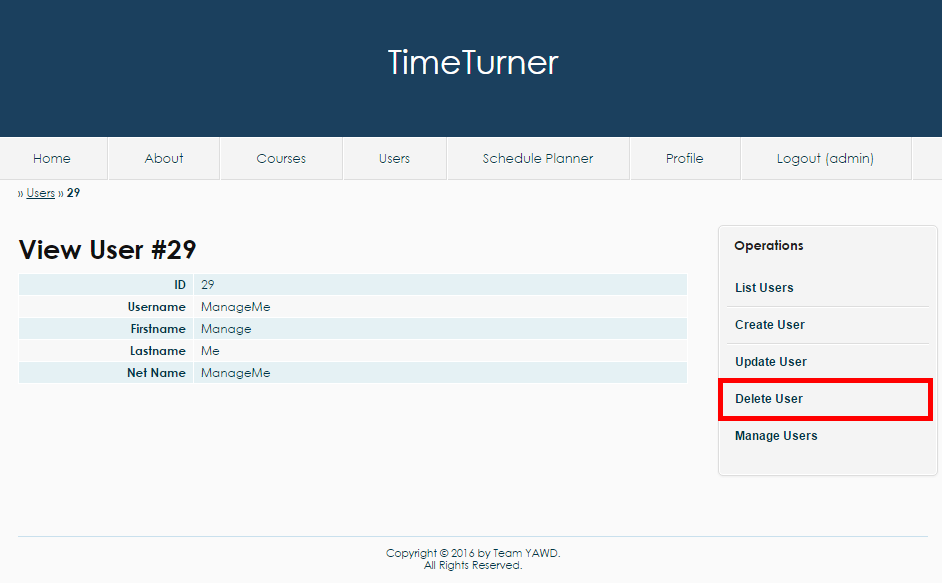 TimeTurner
Home About Courses Users Schedule Planner Profile Logout (admin)
» Users » 29
View User #29
ID 29
Username ManageMe
Firstname Manage
Lastname Me
Net Name ManageMe
Operations
List Users
Create User
Update User
Delete User
Manage Users
Copyright © 2016 by Team YAWD.
All Rights Reserved.